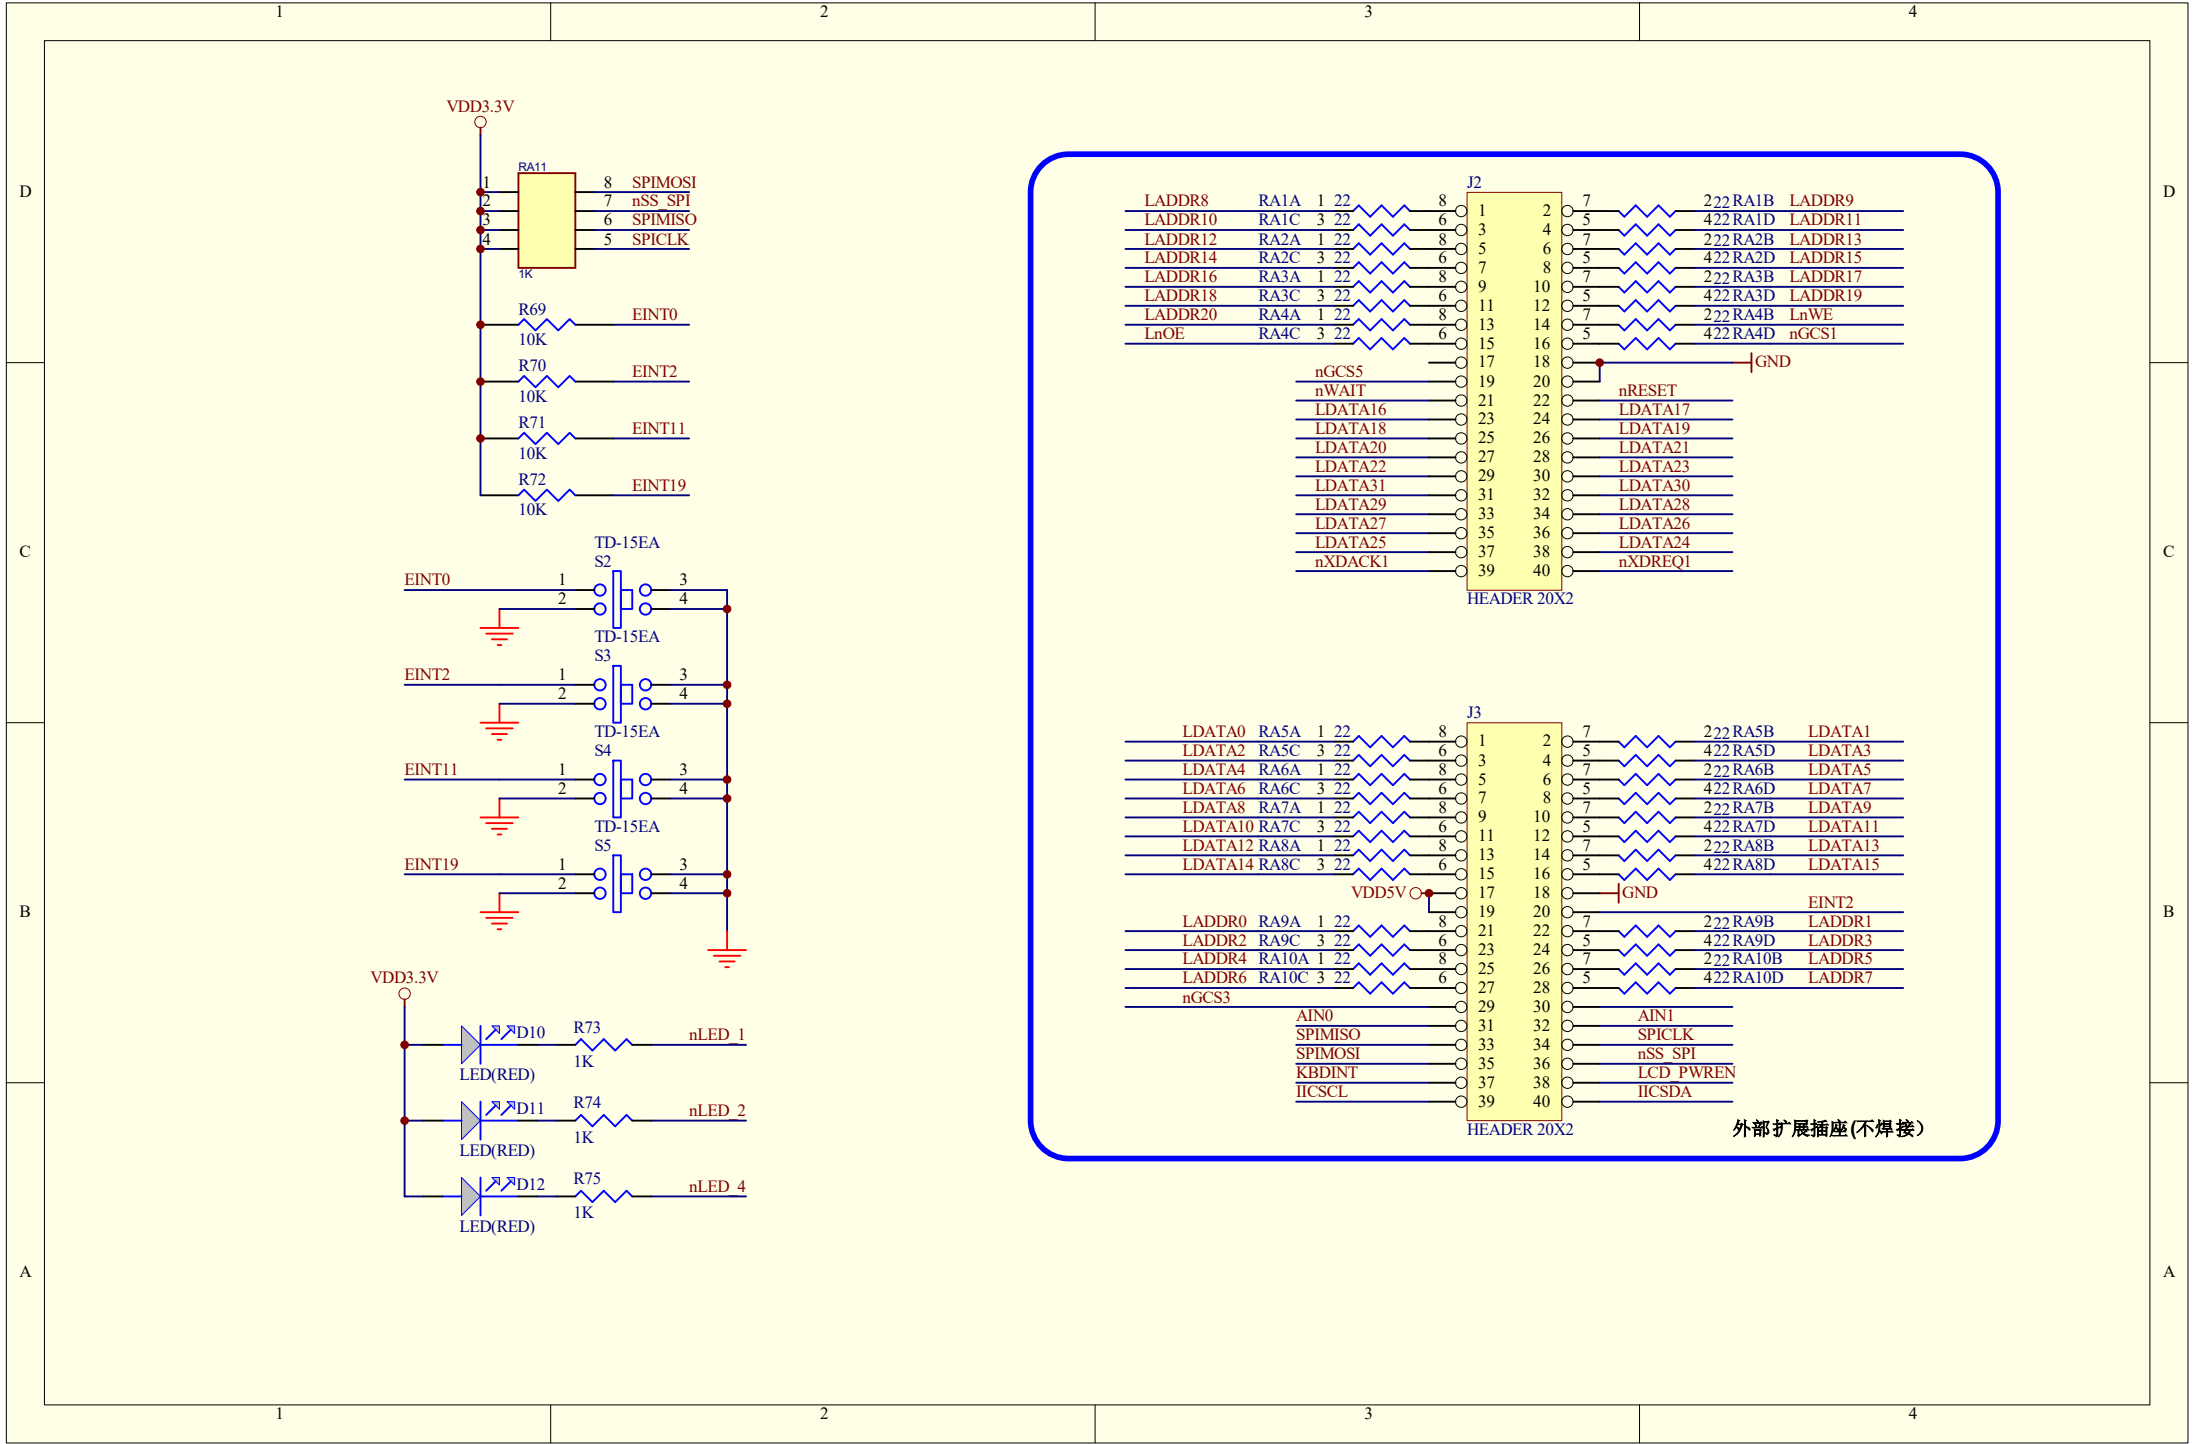 1 2 3 4
D D
C C
B B
A A
1 2 3 4
VDD3.3V
RA11
1 8 SPIMOSI
2 7 nSS_SPI
3 6 SPIMISO
4 5 SPICLK
1K
R69 EINT0
10K
R70 EINT2
10K
R71 EINT11
10K
R72 EINT19
10K
TD-15EA
S2
EINT0 1 3
2 4
TD-15EA
S3
EINT2 1 3
2 4
TD-15EA
S4
EINT11 1 3
2 4
TD-15EA
S5
EINT19 1 3
2 4
VDD3.3V
D10 R73 nLED_1
LED(RED) 1K
D11 R74 nLED_2
LED(RED) 1K
D12 R75 nLED_4
LED(RED) 1K
J2
LADDR8 RA1A 1 22 8 1 2 7 2 22 RA1B LADDR9
LADDR10 RA1C 3 22 6 3 4 5 4 22 RA1D LADDR11
LADDR12 RA2A 1 22 8 5 6 7 2 22 RA2B LADDR13
LADDR14 RA2C 3 22 6 7 8 5 4 22 RA2D LADDR15
LADDR16 RA3A 1 22 8 9 10 7 2 22 RA3B LADDR17
LADDR18 RA3C 3 22 6 11 12 5 4 22 RA3D LADDR19
LADDR20 RA4A 1 22 8 13 14 7 2 22 RA4B LnWE
LnOE RA4C 3 22 6 15 16 5 4 22 RA4D nGCS1
17 18 GND
nGCS5 19 20
nWAIT 21 22 nRESET
LDATA16 23 24 LDATA17
LDATA18 25 26 LDATA19
LDATA20 27 28 LDATA21
LDATA22 29 30 LDATA23
LDATA31 31 32 LDATA30
LDATA29 33 34 LDATA28
LDATA27 35 36 LDATA26
LDATA25 37 38 LDATA24
nXDACK1 39 40 nXDREQ1
HEADER 20X2
J3
LDATA0 RA5A 1 22 8 1 2 7 2 22 RA5B LDATA1
LDATA2 RA5C 3 22 6 3 4 5 4 22 RA5D LDATA3
LDATA4 RA6A 1 22 8 5 6 7 2 22 RA6B LDATA5
LDATA6 RA6C 3 22 6 7 8 5 4 22 RA6D LDATA7
LDATA8 RA7A 1 22 8 9 10 7 2 22 RA7B LDATA9
LDATA10 RA7C 3 22 6 11 12 5 4 22 RA7D LDATA11
LDATA12 RA8A 1 22 8 13 14 7 2 22 RA8B LDATA13
LDATA14 RA8C 3 22 6 15 16 5 4 22 RA8D LDATA15
VDD5V 17 18 GND
19 20 EINT2
LADDR0 RA9A 1 22 8 21 22 7 2 22 RA9B LADDR1
LADDR2 RA9C 3 22 6 23 24 5 4 22 RA9D LADDR3
LADDR4 RA10A 1 22 8 25 26 7 2 22 RA10B LADDR5
LADDR6 RA10C 3 22 6 27 28 5 4 22 RA10D LADDR7
nGCS3 29 30
AIN0 31 32 AIN1
SPIMISO 33 34 SPICLK
SPIMOSI 35 36 nSS_SPI
KBDINT 37 38 LCD_PWREN
IICSCL 39 40 IICSDA
HEADER 20X2
外部扩展插座(不焊接）